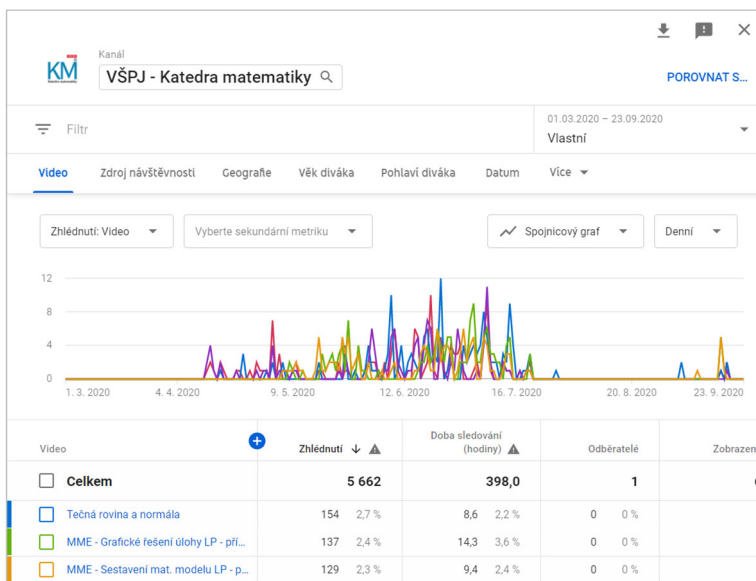 Kanál
KM
VŠPJ - Katedra matematiky
POROVNAT S...
Filtr
01.03.2020 – 23.09.2020
Vlastní
Video Zdroj návštěvnosti Geografie Věk diváka Pohlaví diváka Datum Více
Zhlédnutí: Video Vyberte sekundární metriku Spojnicový graf Denní
12
8
4
0
1. 3. 2020 4. 4. 2020 9. 5. 2020 12. 6. 2020 16. 7. 2020 20. 8. 2020 23. 9. 2020
Video Zhlédnutí Doba sledování (hodiny) Odběratelé Zobrazen
Celkem 5 662 398,0 1
Tečná rovina a normála 154 2,7 % 8,6 2,2 % 0 0 %
MME - Grafické řešení úlohy LP - pří... 137 2,4 % 14,3 3,6 % 0 0 %
MME - Sestavení mat. modelu LP - p... 129 2,3 % 9,4 2,4 % 0 0 %